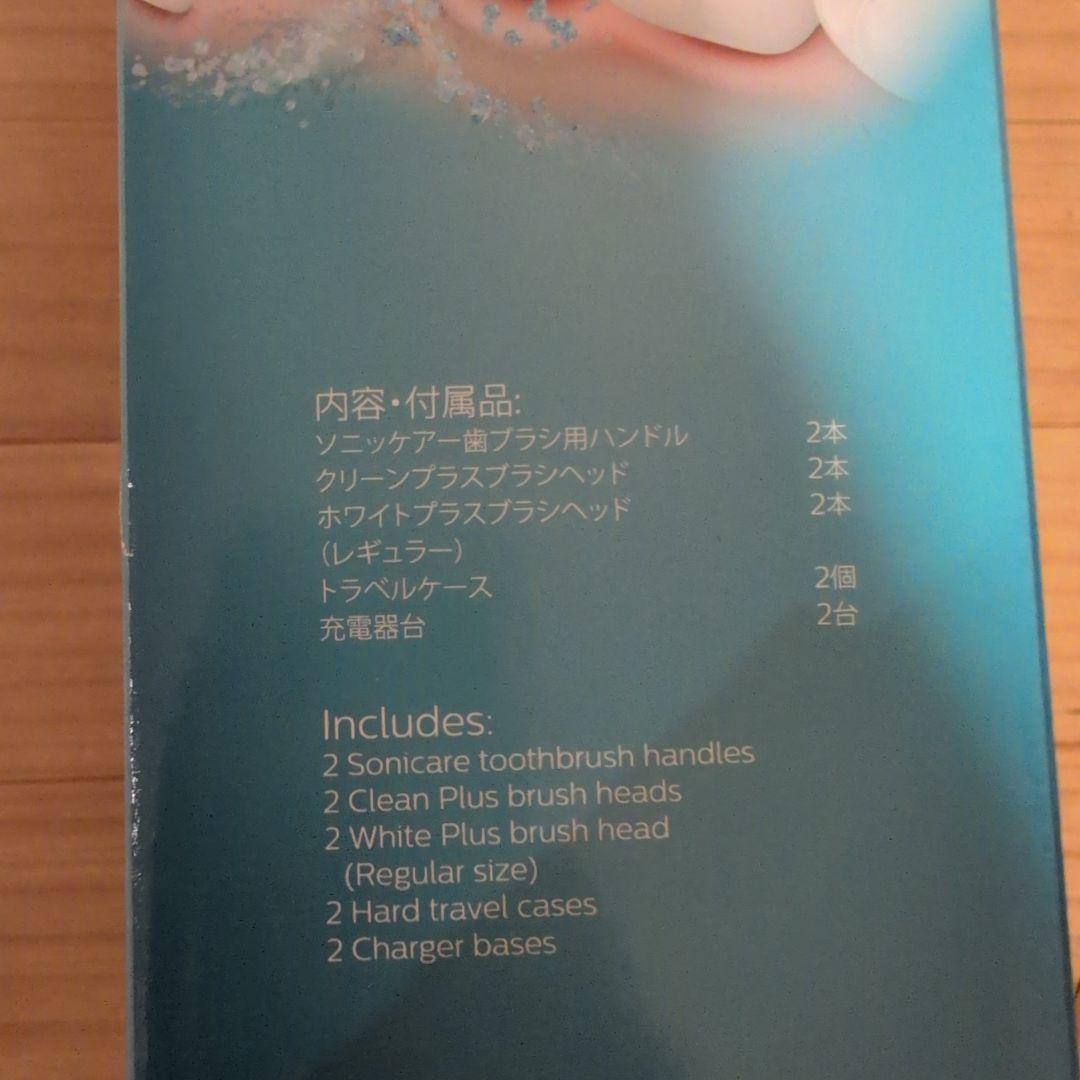 内容・付属品:
ソニッケアー歯ブラシ用ハンドル 2本
クリーンプラスブラシヘッド 2本
ホワイトプラスブラシヘッド 2本
（レギュラー）
トラベルケース 2個
充電器台 2台
Includes:
2 Sonicare toothbrush handles
2 Clean Plus brush heads
2 White Plus brush head
(Regular size)
2 Hard travel cases
2 Charger bases